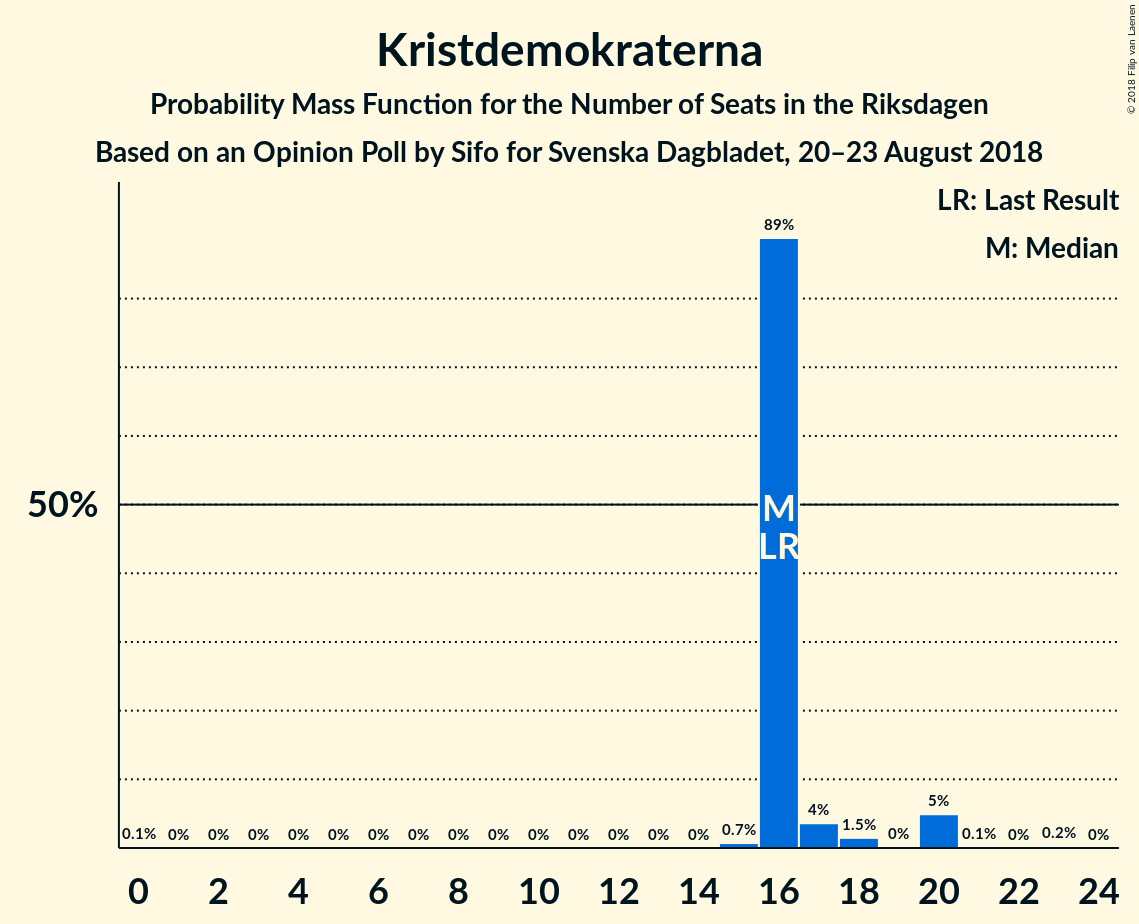 © 2018 Filip van Laenen
Kristdemokraterna
Probability Mass Function for the Number of Seats in the Riksdagen
Based on an Opinion Poll by Sifo for Svenska Dagbladet, 20–23 August 2018
LR: Last Result
M: Median
89%
50%
M
LR
0.1% 0% 0% 0% 0% 0% 0% 0% 0% 0% 0% 0% 0% 0% 0% 0.7% 4% 1.5% 0% 5% 0.1% 0% 0.2% 0%
0 2 4 6 8 10 12 14 16 18 20 22 24